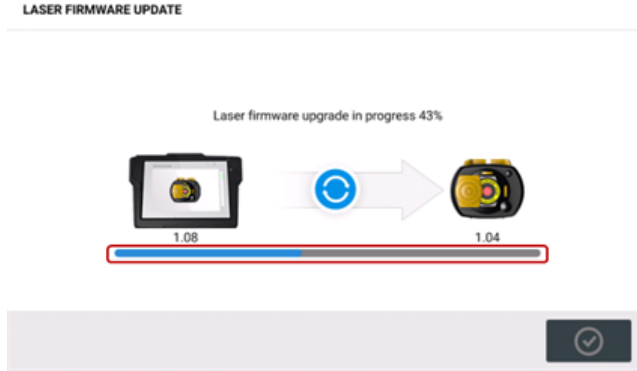 LASER FIRMWARE UPDATE
Laser firmware upgrade in progress 43%
1.08
1.04